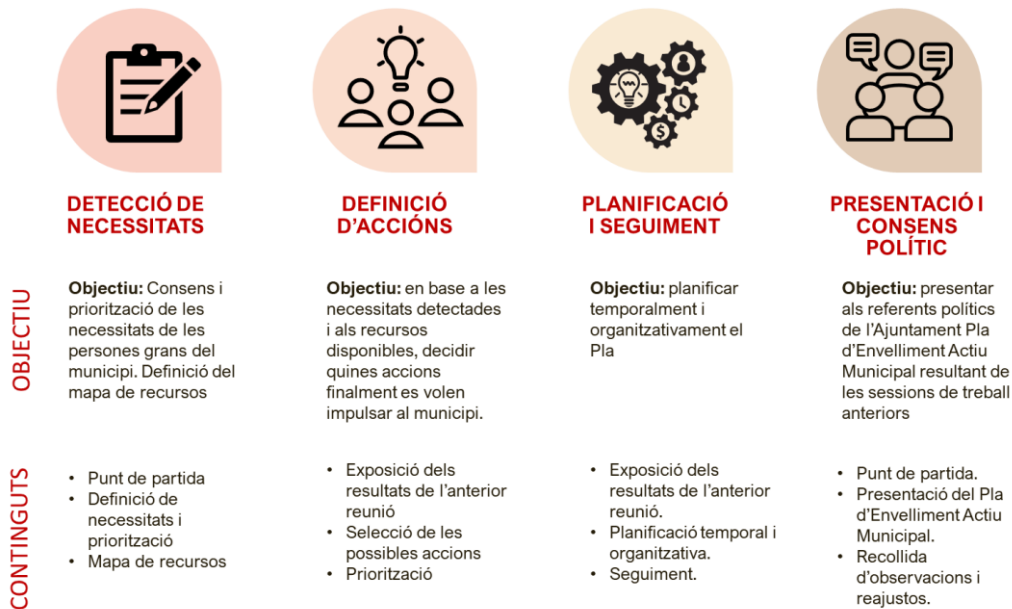 DETECCIÓ DE
NECESSITATS
DEFINICIÓ
D'ACCIÓNS
PLANIFICACIÓ
I SEGUIMENT
PRESENTACIÓ I
CONSENS
POLÍTIC
OBJECTIU
Objectiu: Consens i
priorització de les
necessitats de les
persones grans del
municipi. Definició del
mapa de recursos
Objectiu: en base a les
necessitats detectades
i als recursos
disponibles, decidir
quines accions
finalment es volen
impulsar al municipi.
Objectiu: planificar
temporalment i
organitzativament el
Pla
Objectiu: presentar
als referents polítics
de l'Ajuntament Pla
d'Envelliment Actiu
Municipal resultant de
les sessions de treball
anteriors
CONTINGUTS
• Punt de partida
• Definició de
necessitats i
priorització
• Mapa de recursos
• Exposició dels
resultats de l'anterior
reunió
• Selecció de les
possibles accions
• Priorització
• Exposició dels
resultats de l'anterior
reunió.
• Planificació temporal i
organitzativa.
• Seguiment.
• Punt de partida.
• Presentació del Pla
d'Envelliment Actiu
Municipal.
• Recollida
d'observacions i
reajustos.